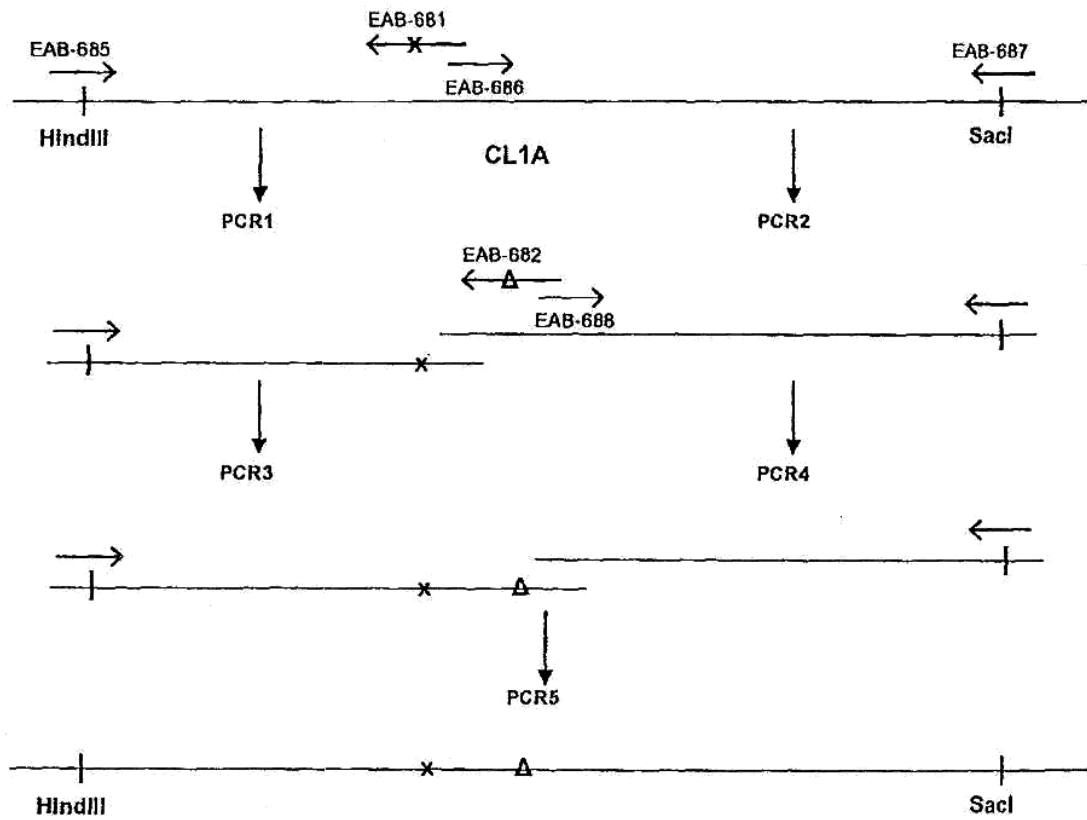 EAB-681
EAB-685
EAB-687
x
EAB-686
HindIII
SacI
CL1A
PCR1
PCR2
EAB-682
Δ
EAB-688
x
PCR3
PCR4
x Δ
PCR5
x Δ
HindIII
SacI